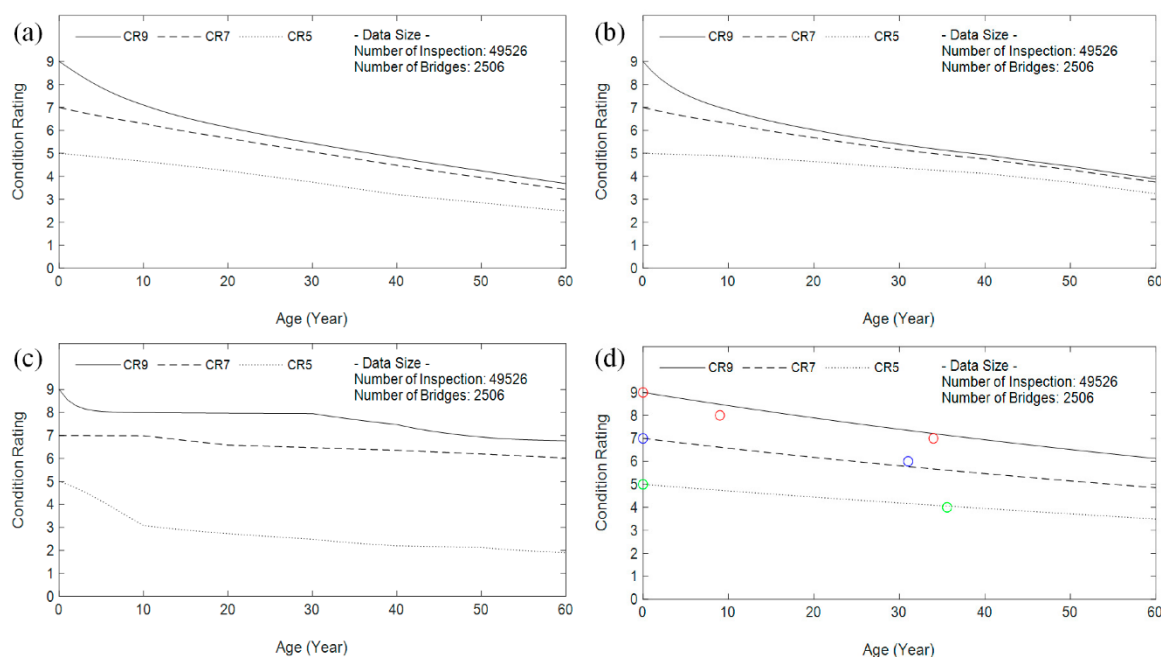 (a)
CR9 CR7 CR5
- Data Size -
Number of Inspection: 49526
Number of Bridges: 2506
Condition Rating
9
8
7
6
5
4
3
2
1
0
0 10 20 30 40 50 60
Age (Year)
(b)
CR9 CR7 CR5
- Data Size -
Number of Inspection: 49526
Number of Bridges: 2506
Condition Rating
9
8
7
6
5
4
3
2
1
0
0 10 20 30 40 50 60
Age (Year)
(c)
CR9 CR7 CR5
- Data Size -
Number of Inspection: 49526
Number of Bridges: 2506
Condition Rating
9
8
7
6
5
4
3
2
1
0
0 10 20 30 40 50 60
Age (Year)
(d)
CR9 CR7 CR5
- Data Size -
Number of Inspection: 49526
Number of Bridges: 2506
Condition Rating
9
8
7
6
5
4
3
2
1
0
0 10 20 30 40 50 60
Age (Year)